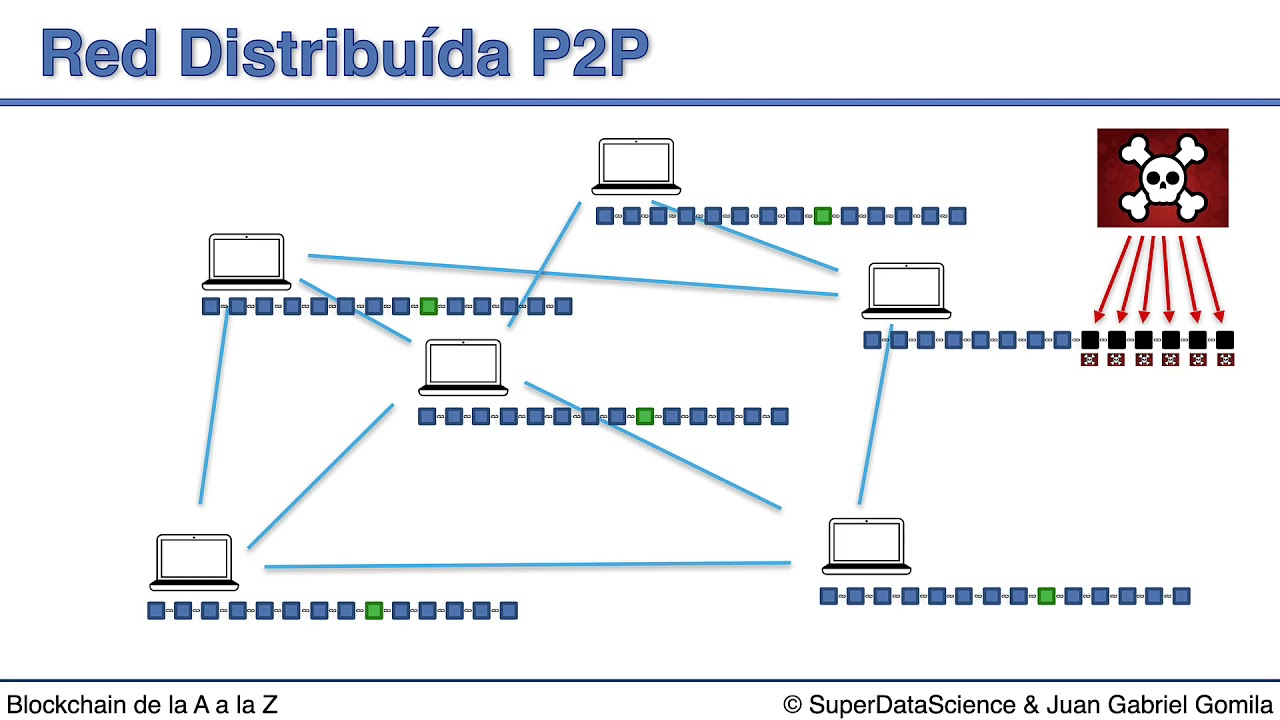 Red Distribuída P2P
Blockchain de la A a la Z
© SuperDataScience & Juan Gabriel Gomila